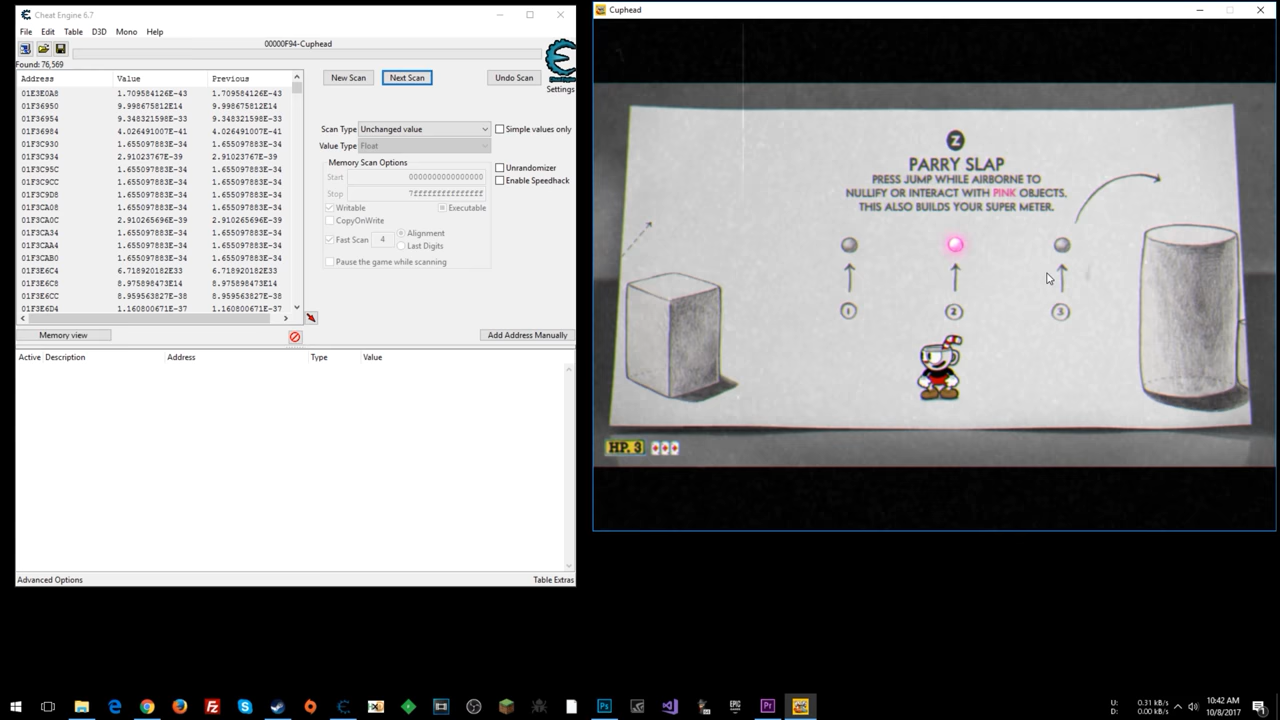 Cheat Engine 6.7
File Edit Table D3D Mono Help
00000F94-Cuphead
Found: 76,569
Address Value Previous
01E3E0A8 1.709584126E-43 1.709584126E-43
01F36950 9.998675812E14 9.998675812E14
01F36954 9.348321598E-33 9.348321598E-33
01F36984 4.026491007E-41 4.026491007E-41
01F3C930 1.655097883E-34 1.655097883E-34
01F3C934 2.91023767E-39 2.91023767E-39
01F3C95C 1.655097883E-34 1.655097883E-34
01F3C9CC 1.655097883E-34 1.655097883E-34
01F3C9D8 1.655097883E-34 1.655097883E-34
01F3CA08 1.655097883E-34 1.655097883E-34
01F3CA0C 2.910265696E-39 2.910265696E-39
01F3CA34 1.655097883E-34 1.655097883E-34
01F3CAA4 1.655097883E-34 1.655097883E-34
01F3CAB0 1.655097883E-34 1.655097883E-34
01F3E6C4 6.718920182E33 6.718920182E33
01F3E6C8 8.975898473E14 8.975898473E14
01F3E6CC 8.959563827E-38 8.959563827E-38
01F3E6D4 1.160800671E-37 1.160800671E-37
New Scan Next Scan Undo Scan
Settings
Scan Type Unchanged value Simple values only
Value Type Float
Memory Scan Options
Unrandomizer
Enable Speedhack
Start 0000000000000000
Stop 7fffffffffffffff
Writable Executable
CopyOnWrite
Fast Scan 4 Alignment
Last Digits
Pause the game while scanning
Memory view Add Address Manually
Active Description Address Type Value
Advanced Options Table Extras
Cuphead
Z
PARRY SLAP
PRESS JUMP WHILE AIRBORNE TO
NULLIFY OR INTERACT WITH PINK OBJECTS.
THIS ALSO BUILDS YOUR SUPER METER.
1 2 3
HP. 3
U: 0.31 kB/s
D: 0.00 kB/s
10:42 AM
10/8/2017